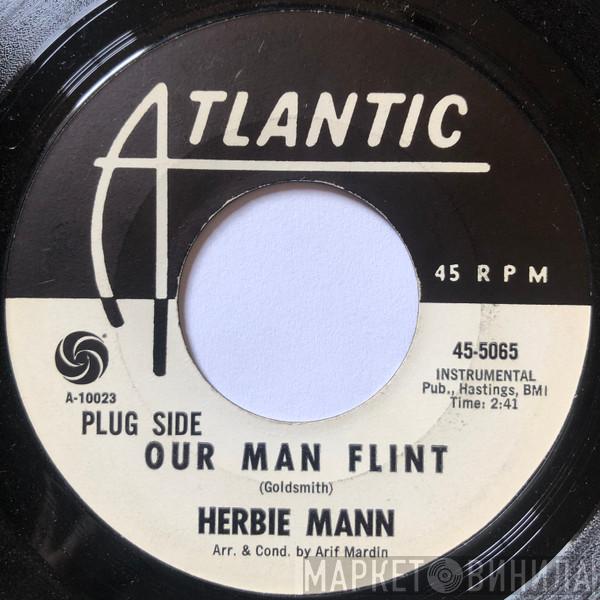 ATLANTIC
45 RPM
45-5065
INSTRUMENTAL
Pub., Hastings, BMI
Time: 2:41
A-10023
PLUG SIDE
OUR MAN FLINT
(Goldsmith)
HERBIE MANN
Arr. & Cond. by Arif Mardin
МАРКЕТ ВИНИЛА